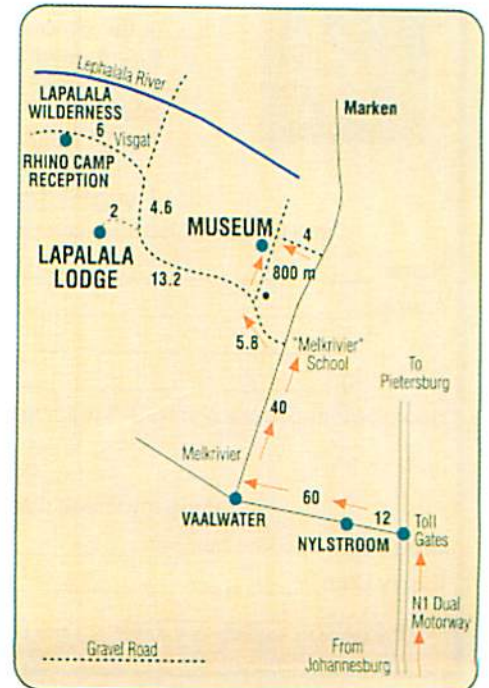 Lephalala River
LAPALALA
WILDERNESS
6
Visgat
Marken
RHINO CAMP
RECEPTION
2
4.6
MUSEUM
4
LAPALALA
LODGE
13.2
800 m
5.8
"Melkrivier"
School
To
Pietersburg
40
Melkrivier
60
VAALWATER
12
NYLSTROOM
Toll
Gates
N1 Dual
Motorway
Gravel Road
From
Johannesburg